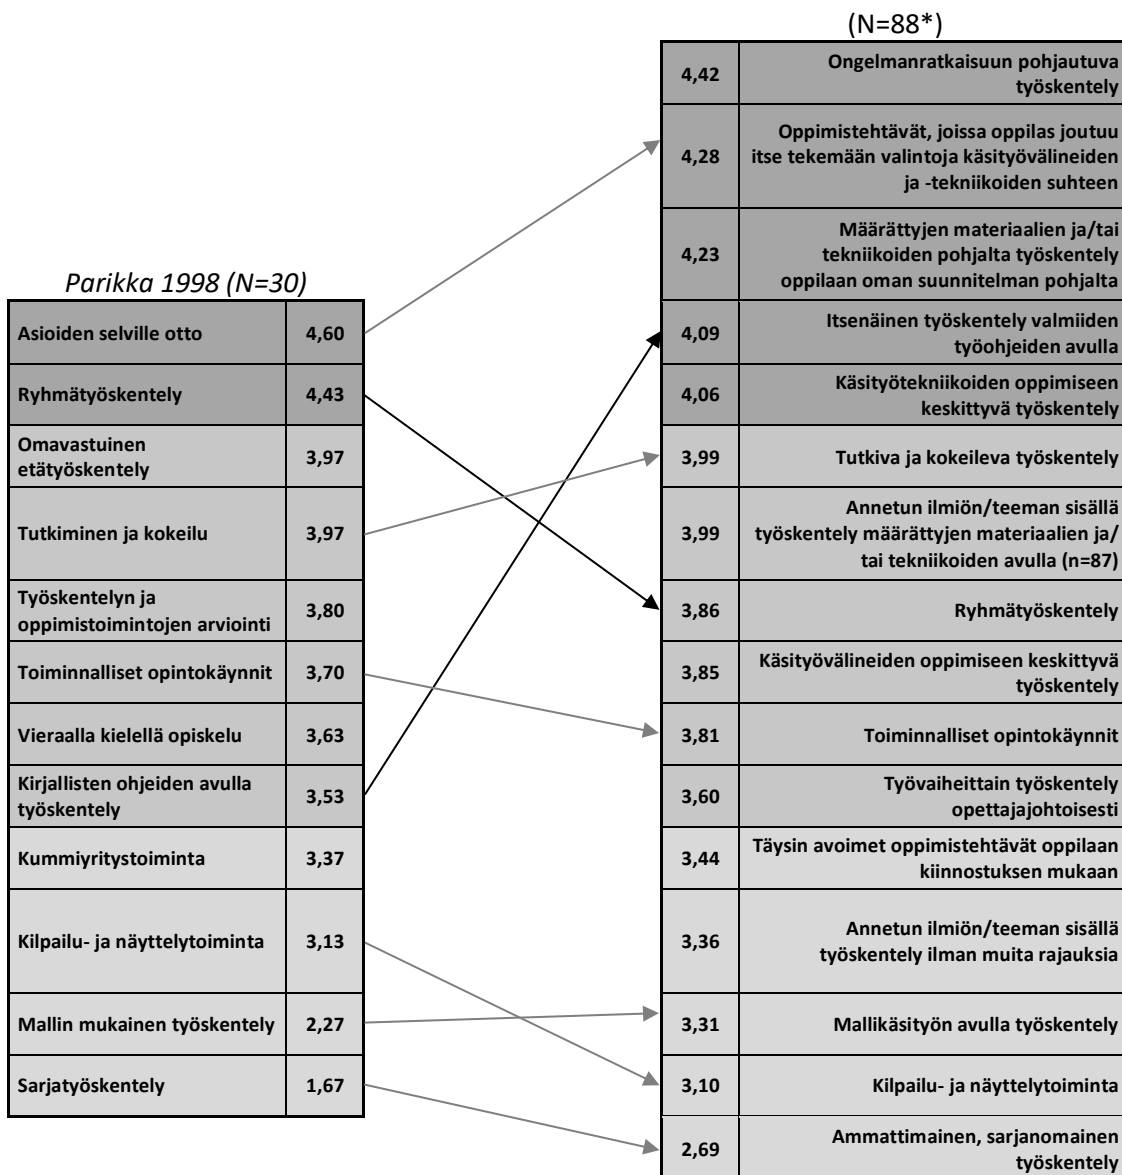 (N=88*)
4,42
Ongelmanratkaisuun pohjautuva
työskentely
4,28
Oppimistehtävät, joissa oppilas joutuu
itse tekemään valintoja käsityövälineiden
ja -tekniikoiden suhteen
4,23
Määrättyjen materiaalien ja/tai
tekniikoiden pohjalta työskentely
oppilaan oman suunnitelman pohjalta
4,09
Itsenäinen työskentely valmiiden
työohjeiden avulla
4,06
Käsityötekniikoiden oppimiseen
keskittyvä työskentely
3,99
Tutkiva ja kokeileva työskentely
3,99
Annetun ilmiön/teeman sisällä
työskentely määrättyjen materiaalien ja/
tai tekniikoiden avulla (n=87)
3,86
Ryhmätyöskentely
3,85
Käsityövälineiden oppimiseen keskittyvä
työskentely
3,81
Toiminnalliset opintokäynnit
3,60
Työvaiheittain työskentely
opettajajohtoisesti
3,44
Täysin avoimet oppimistehtävät oppilaan
kiinnostuksen mukaan
3,36
Annetun ilmiön/teeman sisällä
työskentely ilman muita rajauksia
3,31
Mallikäsityön avulla työskentely
3,10
Kilpailu- ja näyttelytoiminta
2,69
Ammattimainen, sarjanomainen
työskentely
Parikka 1998 (N=30)
Asioiden selville otto
4,60
Ryhmätyöskentely
4,43
Omavastuinen
etätyöskentely
3,97
Tutkiminen ja kokeilu
3,97
Työskentelyn ja
oppimistoimintojen arviointi
3,80
Toiminnalliset opintokäynnit
3,70
Vieraalla kielellä opiskelu
3,63
Kirjallisten ohjeiden avulla
työskentely
3,53
Kummiyritystoiminta
3,37
Kilpailu- ja näyttelytoiminta
3,13
Mallin mukainen työskentely
2,27
Sarjatyöskentely
1,67